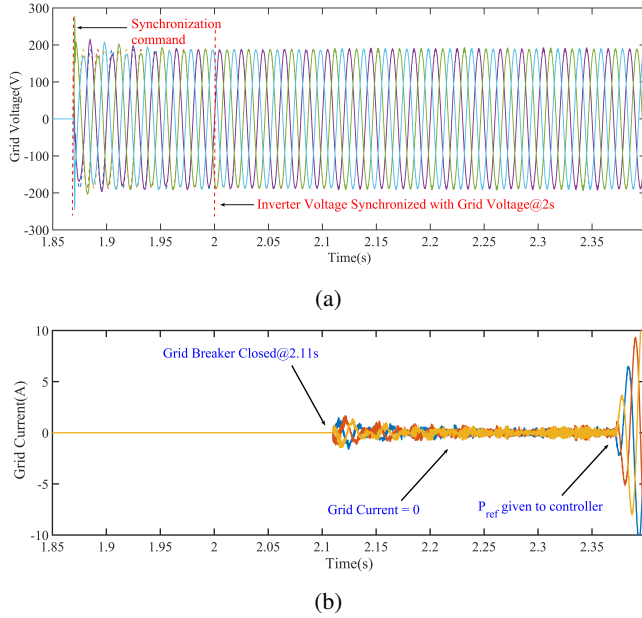 300
Synchronization
command
200
100
0
-100
-200
-300
Grid Voltage(V)
Inverter Voltage Synchronized with Grid Voltage@2s
1.85 1.9 1.95 2 2.05 2.1 2.15 2.2 2.25 2.3 2.35
Time(s)
(a)
10
5
0
-5
-10
Grid Current(A)
Grid Breaker Closed@2.11s
Grid Current = 0
P_ref given to controller
1.85 1.9 1.95 2 2.05 2.1 2.15 2.2 2.25 2.3 2.35
Time(s)
(b)